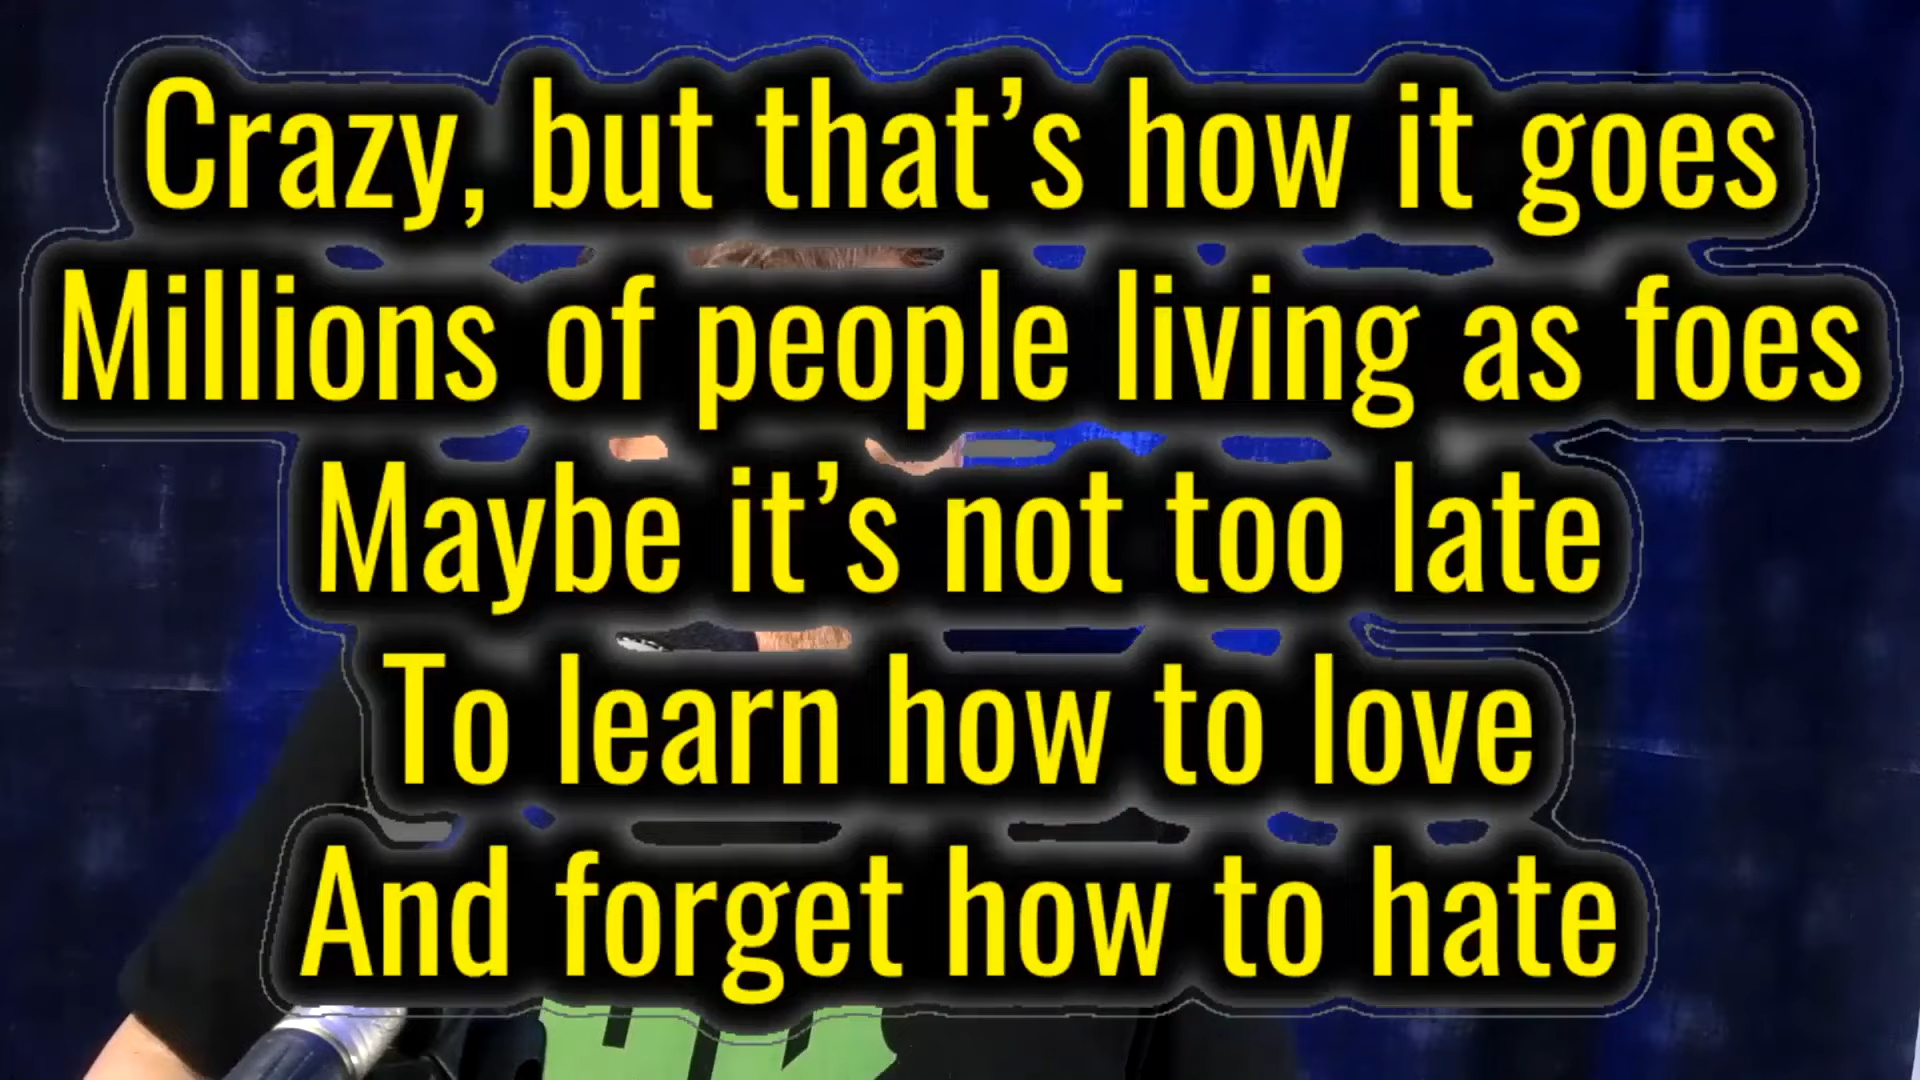 Crazy, but that’s how it goes
Millions of people living as foes
Maybe it’s not too late
To learn how to love
And forget how to hate